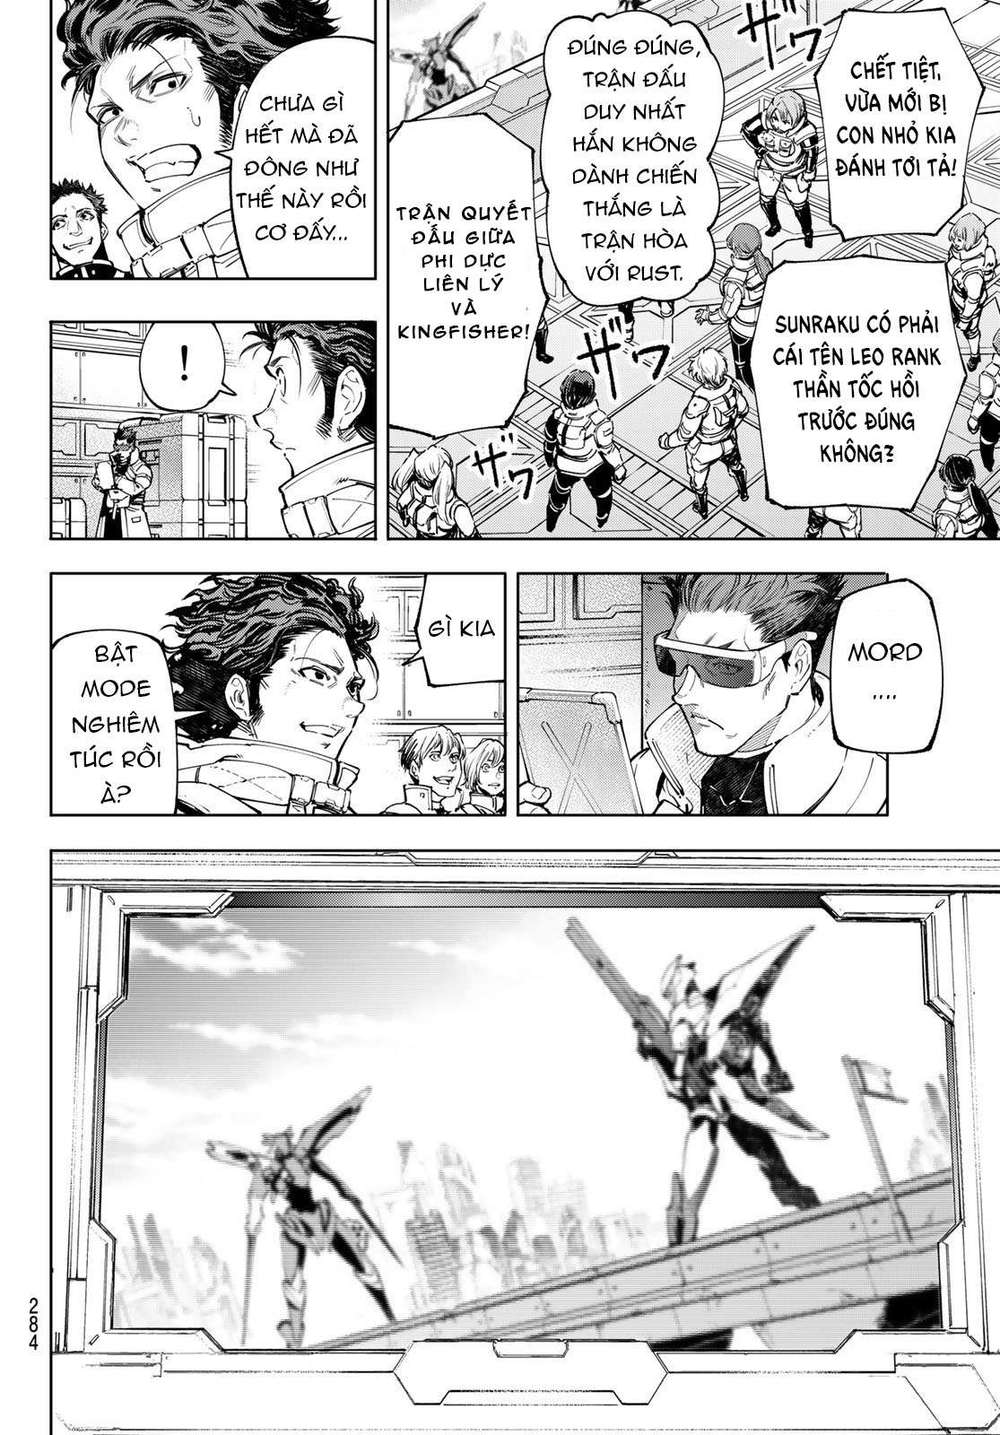 CHẾT TIỆT,
VỪA MỚI BỊ
CON NHỎ KIA
ĐÁNH TỚI TẢ!
ĐÚNG ĐÚNG,
TRẬN ĐẤU
DUY NHẤT
HẮN KHÔNG
DÀNH CHIẾN
THẮNG LÀ
TRẬN HÒA
VỚI RUST.
SUNRAKU CÓ PHẢI
CÁI TÊN LEO RANK
THẦN TỐC HỒI
TRƯỚC ĐÚNG
KHÔNG?
TRẬN QUYẾT
ĐẤU GIỮA
PHI DỰC
LIÊN LÝ
VÀ
KINGFISHER!
ザワ
ザワ
ザワ
CHƯA GÌ
HẾT MÀ ĐÃ
ĐÔNG NHƯ
THẾ NÀY RỒI
CƠ ĐẤY...
!
MORD
....
GÌ KIA
BẬT
MODE
NGHIÊM
TÚC RỒI
À?
284